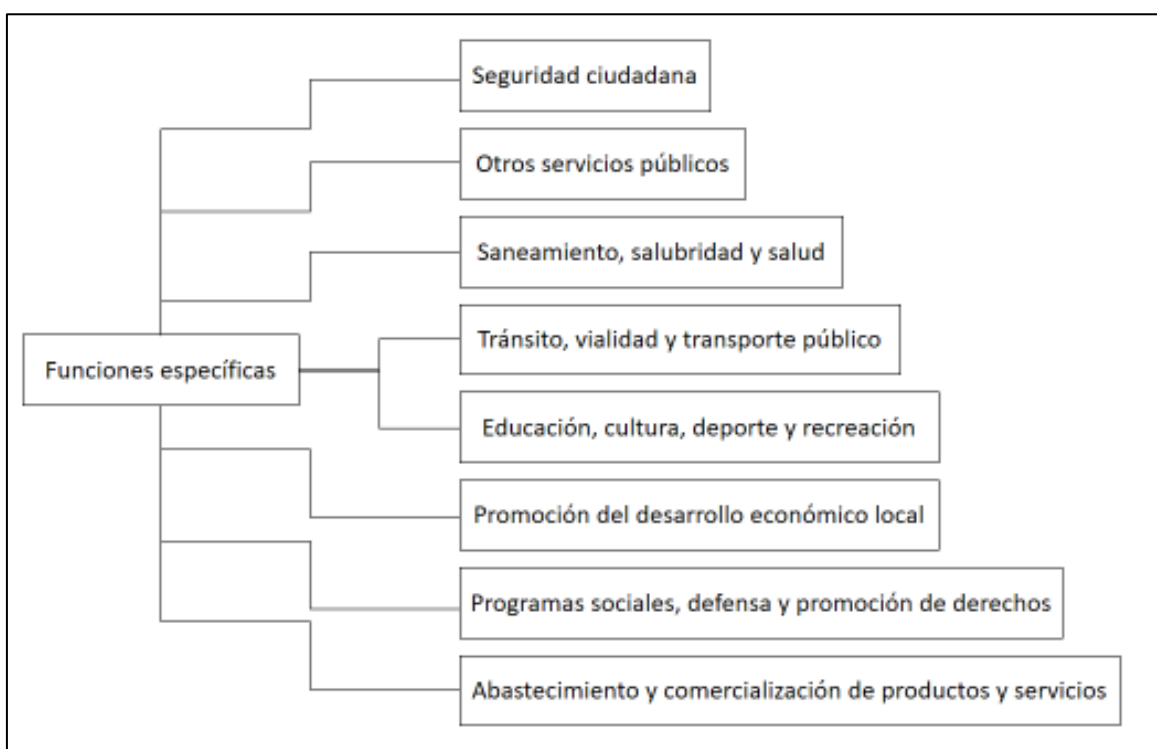 Seguridad ciudadana
Otros servicios públicos
Saneamiento, salubridad y salud
Tránsito, vialidad y transporte público
Funciones específicas
Educación, cultura, deporte y recreación
Promoción del desarrollo económico local
Programas sociales, defensa y promoción de derechos
Abastecimiento y comercialización de productos y servicios